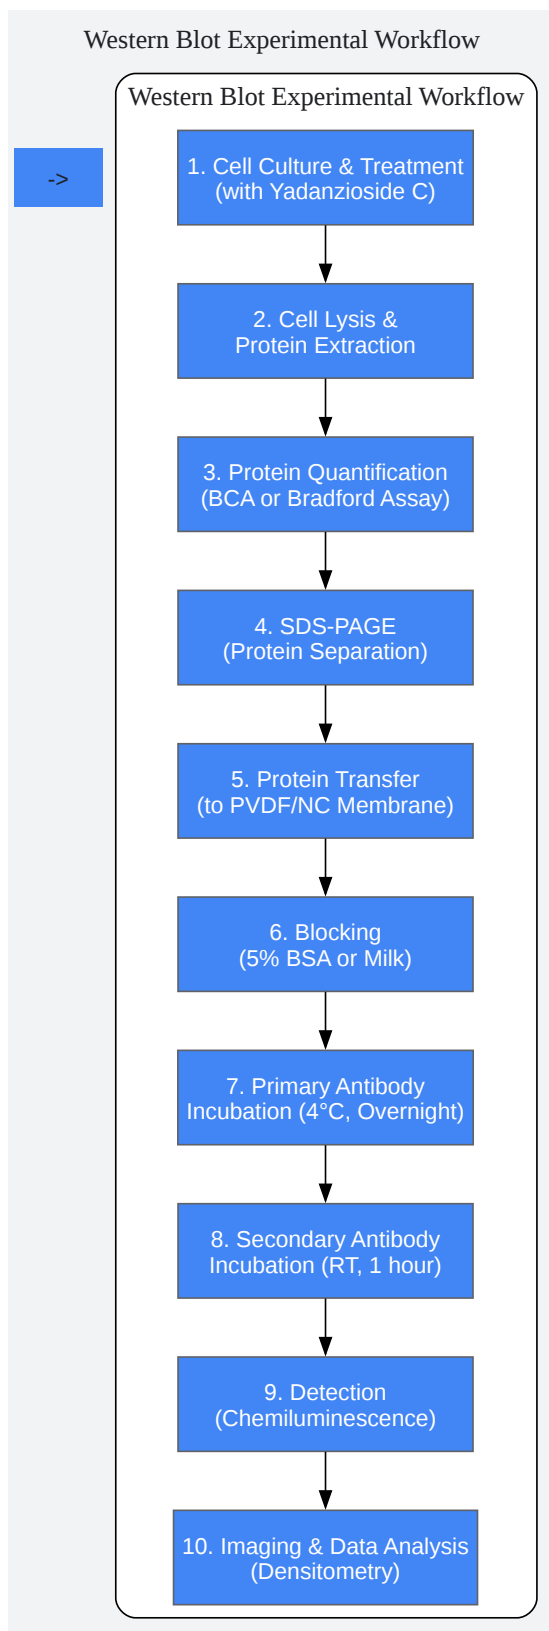 Western Blot Experimental Workflow
Western Blot Experimental Workflow
->
1. Cell Culture & Treatment
(with Yadanzioside C)
2. Cell Lysis &
Protein Extraction
3. Protein Quantification
(BCA or Bradford Assay)
4. SDS-PAGE
(Protein Separation)
5. Protein Transfer
(to PVDF/NC Membrane)
6. Blocking
(5% BSA or Milk)
7. Primary Antibody
Incubation (4°C, Overnight)
8. Secondary Antibody
Incubation (RT, 1 hour)
9. Detection
(Chemiluminescence)
10. Imaging & Data Analysis
(Densitometry)